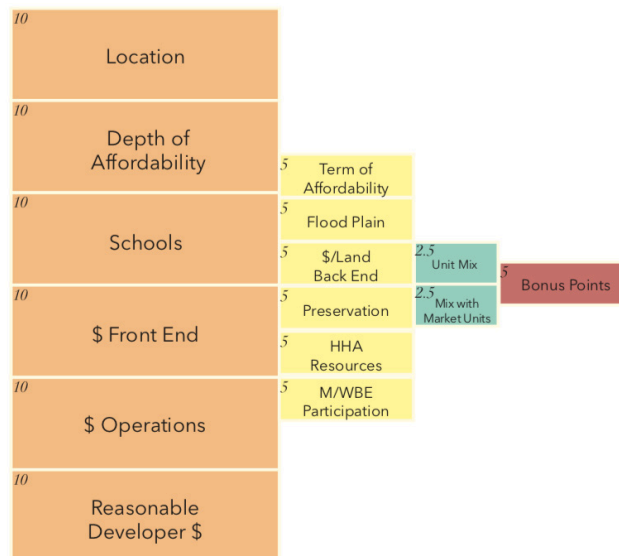 10
Location
10
Depth of
Affordability
10
Schools
10
$ Front End
10
$ Operations
10
Reasonable
Developer $
5
Term of
Affordability
5
Flood Plain
5
$/Land
Back End
5
Preservation
5
HHA
Resources
5
M/WBE
Participation
2.5
Unit Mix
2.5
Mix with
Market Units
5
Bonus Points